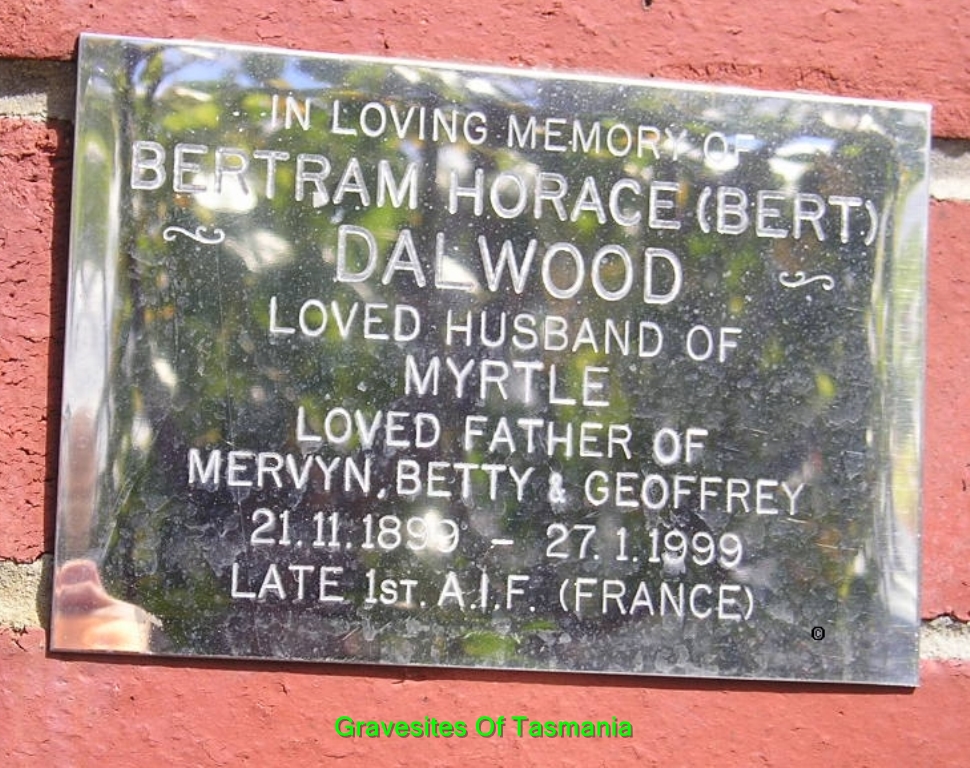 IN LOVING MEMORY OF
BERTRAM HORACE (BERT)
DALWOOD
LOVED HUSBAND OF
MYRTLE
LOVED FATHER OF
MERVYN, BETTY & GEOFFREY
21.11.1899 – 27.1.1999
LATE 1ST. A.I.F. (FRANCE)
©
Gravesites Of Tasmania